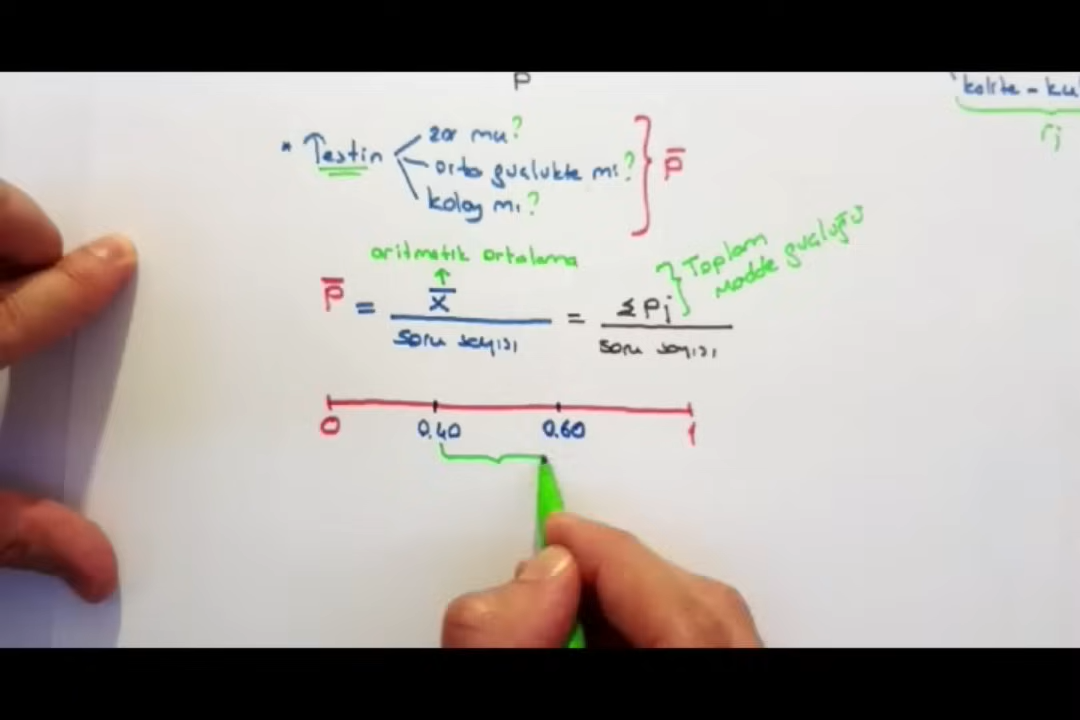 P
"kalite - ku
rj
* Testin
zor mu?
orta güçlükte mi?
kolay mı?
P̅
aritmetik ortalama
P̅ = X̅ / soru sayısı = ΣPj / soru sayısı
Toplam
madde güçlüğü
0 0.40 0.60 1